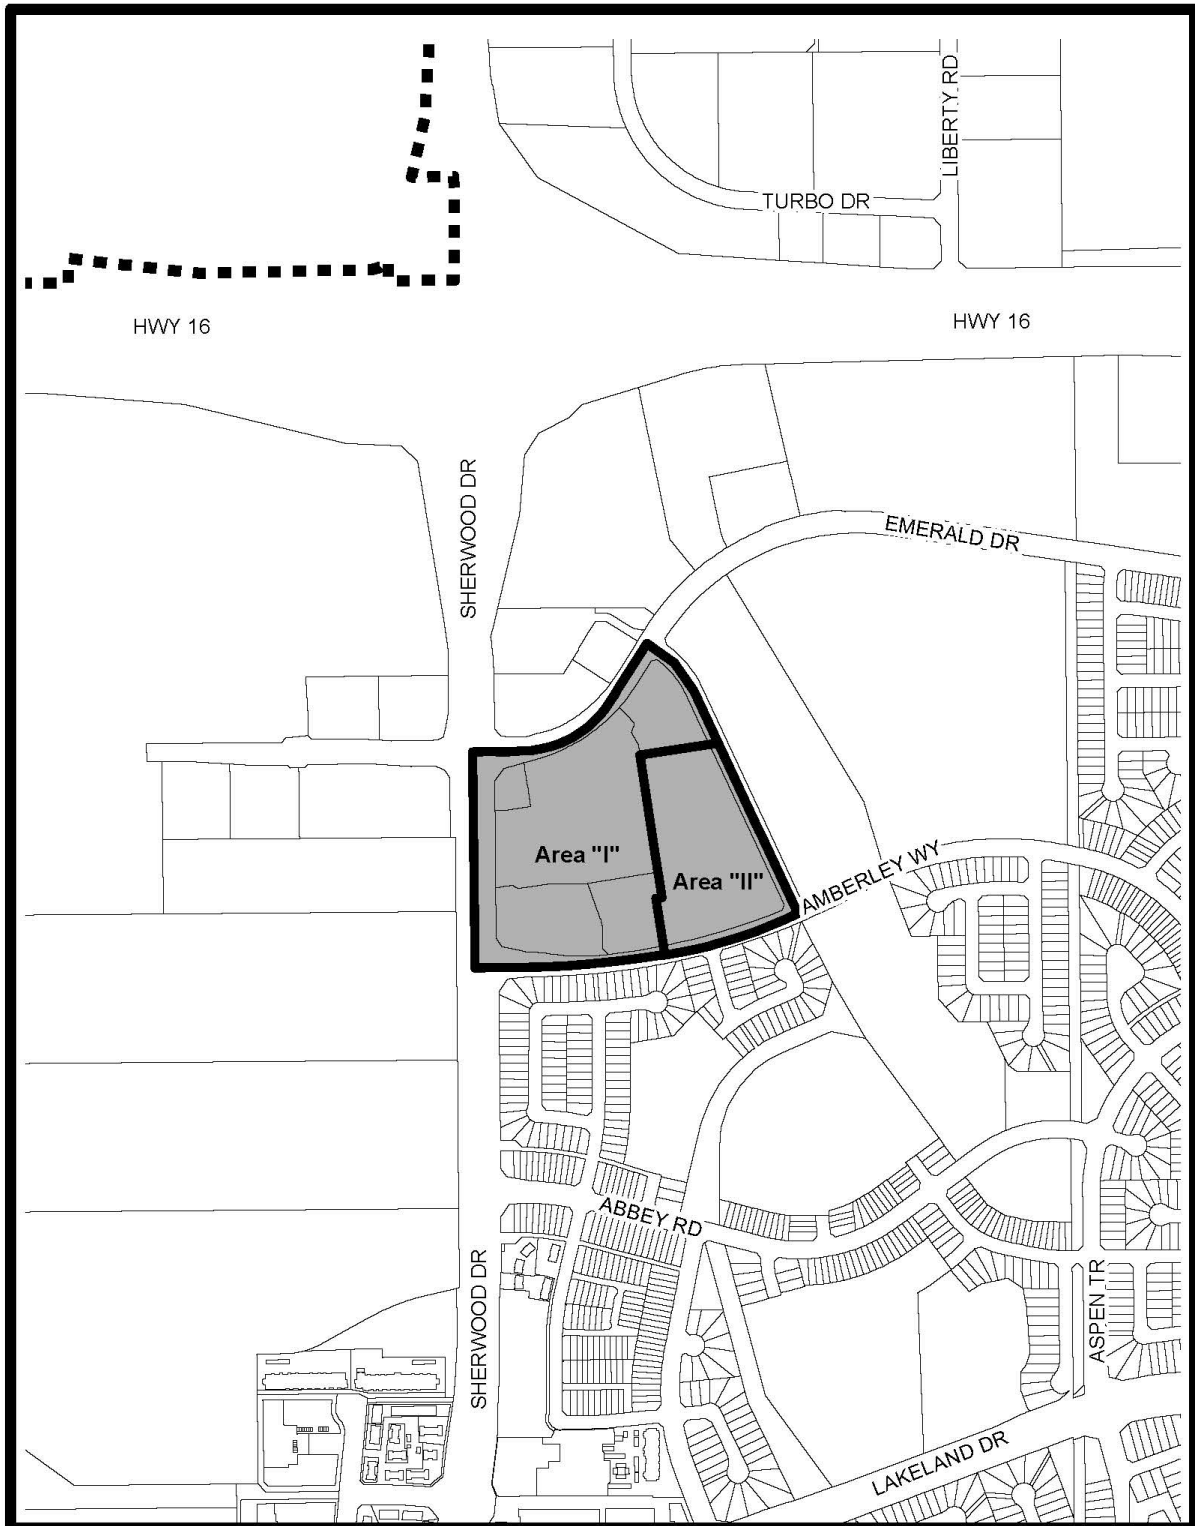 LIBERTY RD
TURBO DR
HWY 16
HWY 16
SHERWOOD DR
EMERALD DR
Area "I"
Area "II"
AMBERLEY WY
ABBEY RD
SHERWOOD DR
ASPEN TR
LAKELAND DR